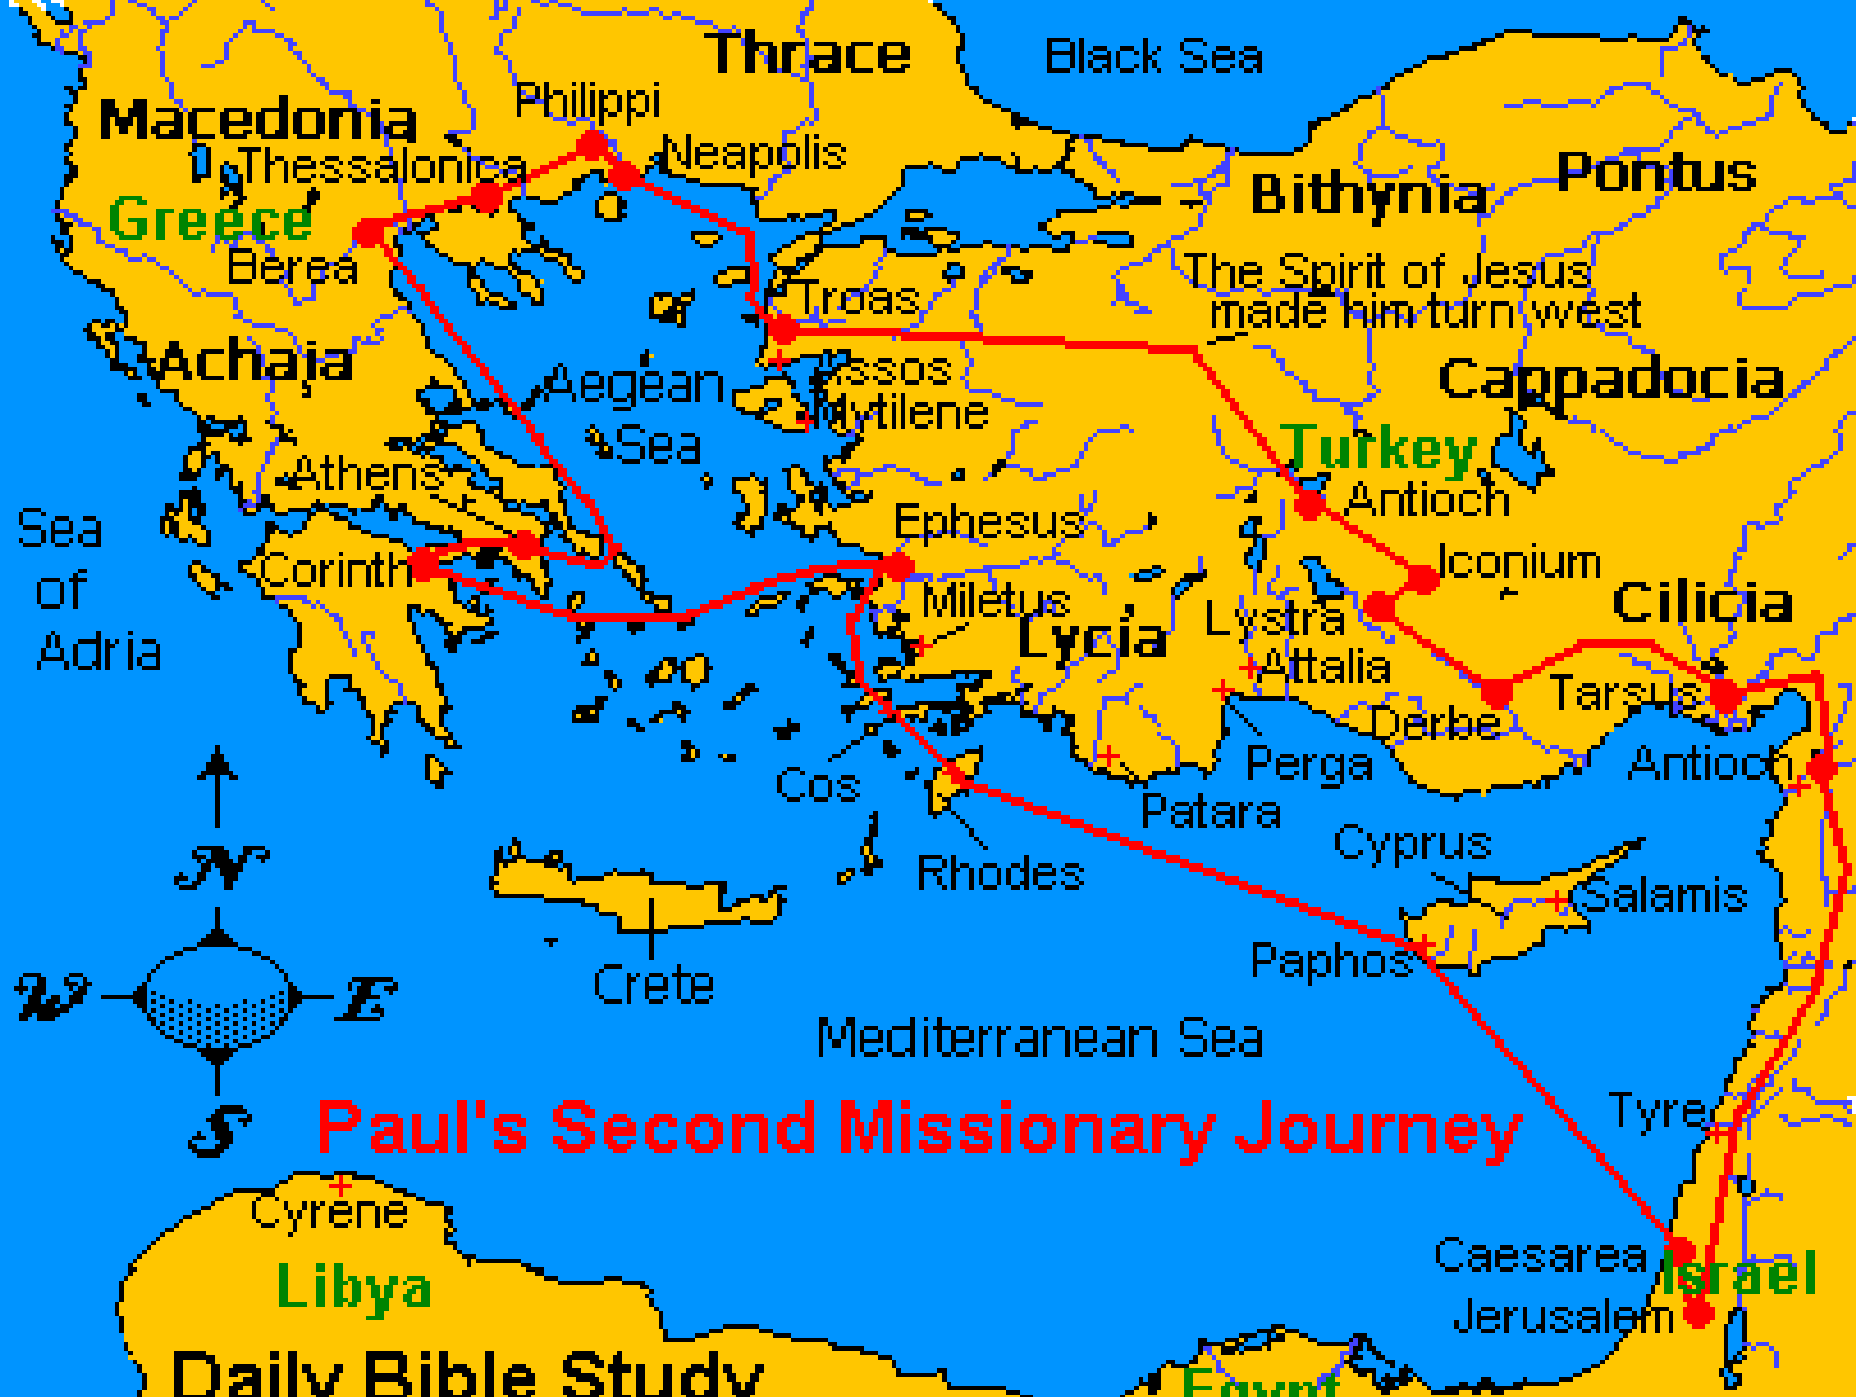 Thrace
Black Sea
Philippi
Macedonia
Neapolis
Thessalonica
Pontus
Bithynia
Greece
Berea
The Spirit of Jesus
made him turn west
Troas
Achaia
Aegean
Sea
Assos
Mytilene
Cappadocia
Turkey
Athens
Antioch
Sea
of
Adria
Ephesus
Corinth
Iconium
Miletus
Lycia
Lystra
Cilicia
Attalia
Tarsus
Derbe
Perga
Antioch
Cos
Patara
Rhodes
Cyprus
Salamis
N
W
E
S
Crete
Paphos
Mediterranean Sea
Paul's Second Missionary Journey
Tyre
Cyrene
Libya
Caesarea
Israel
Jerusalem
Daily Bible Study
Egypt